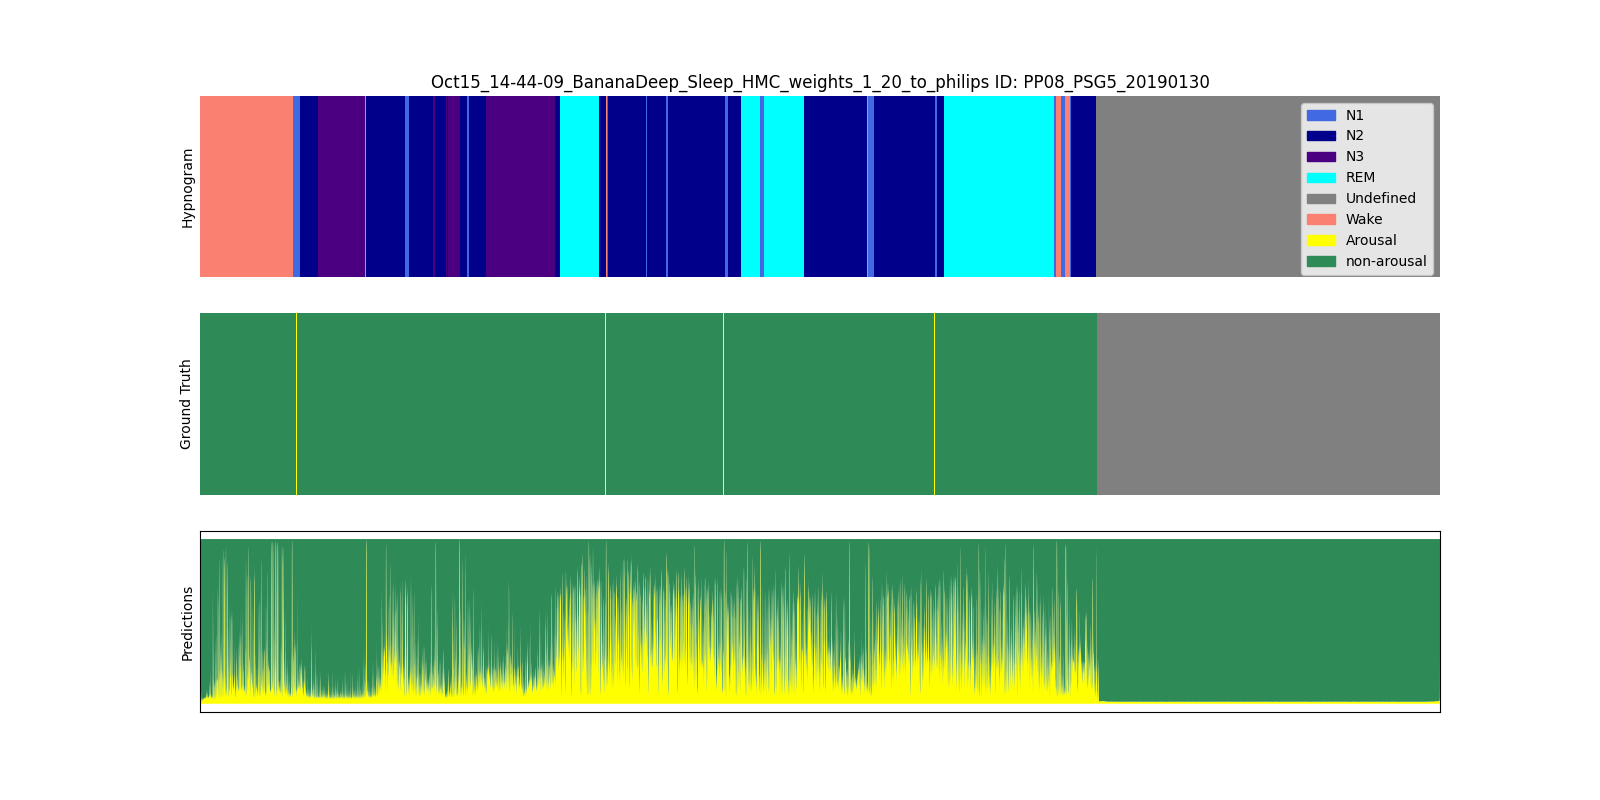 Oct15_14-44-09_BananaDeep_Sleep_HMC_weights_1_20_to_philips ID: PP08_PSG5_20190130
Hypnogram
N1
N2
N3
REM
Undefined
Wake
Arousal
non-arousal
Ground Truth
Predictions